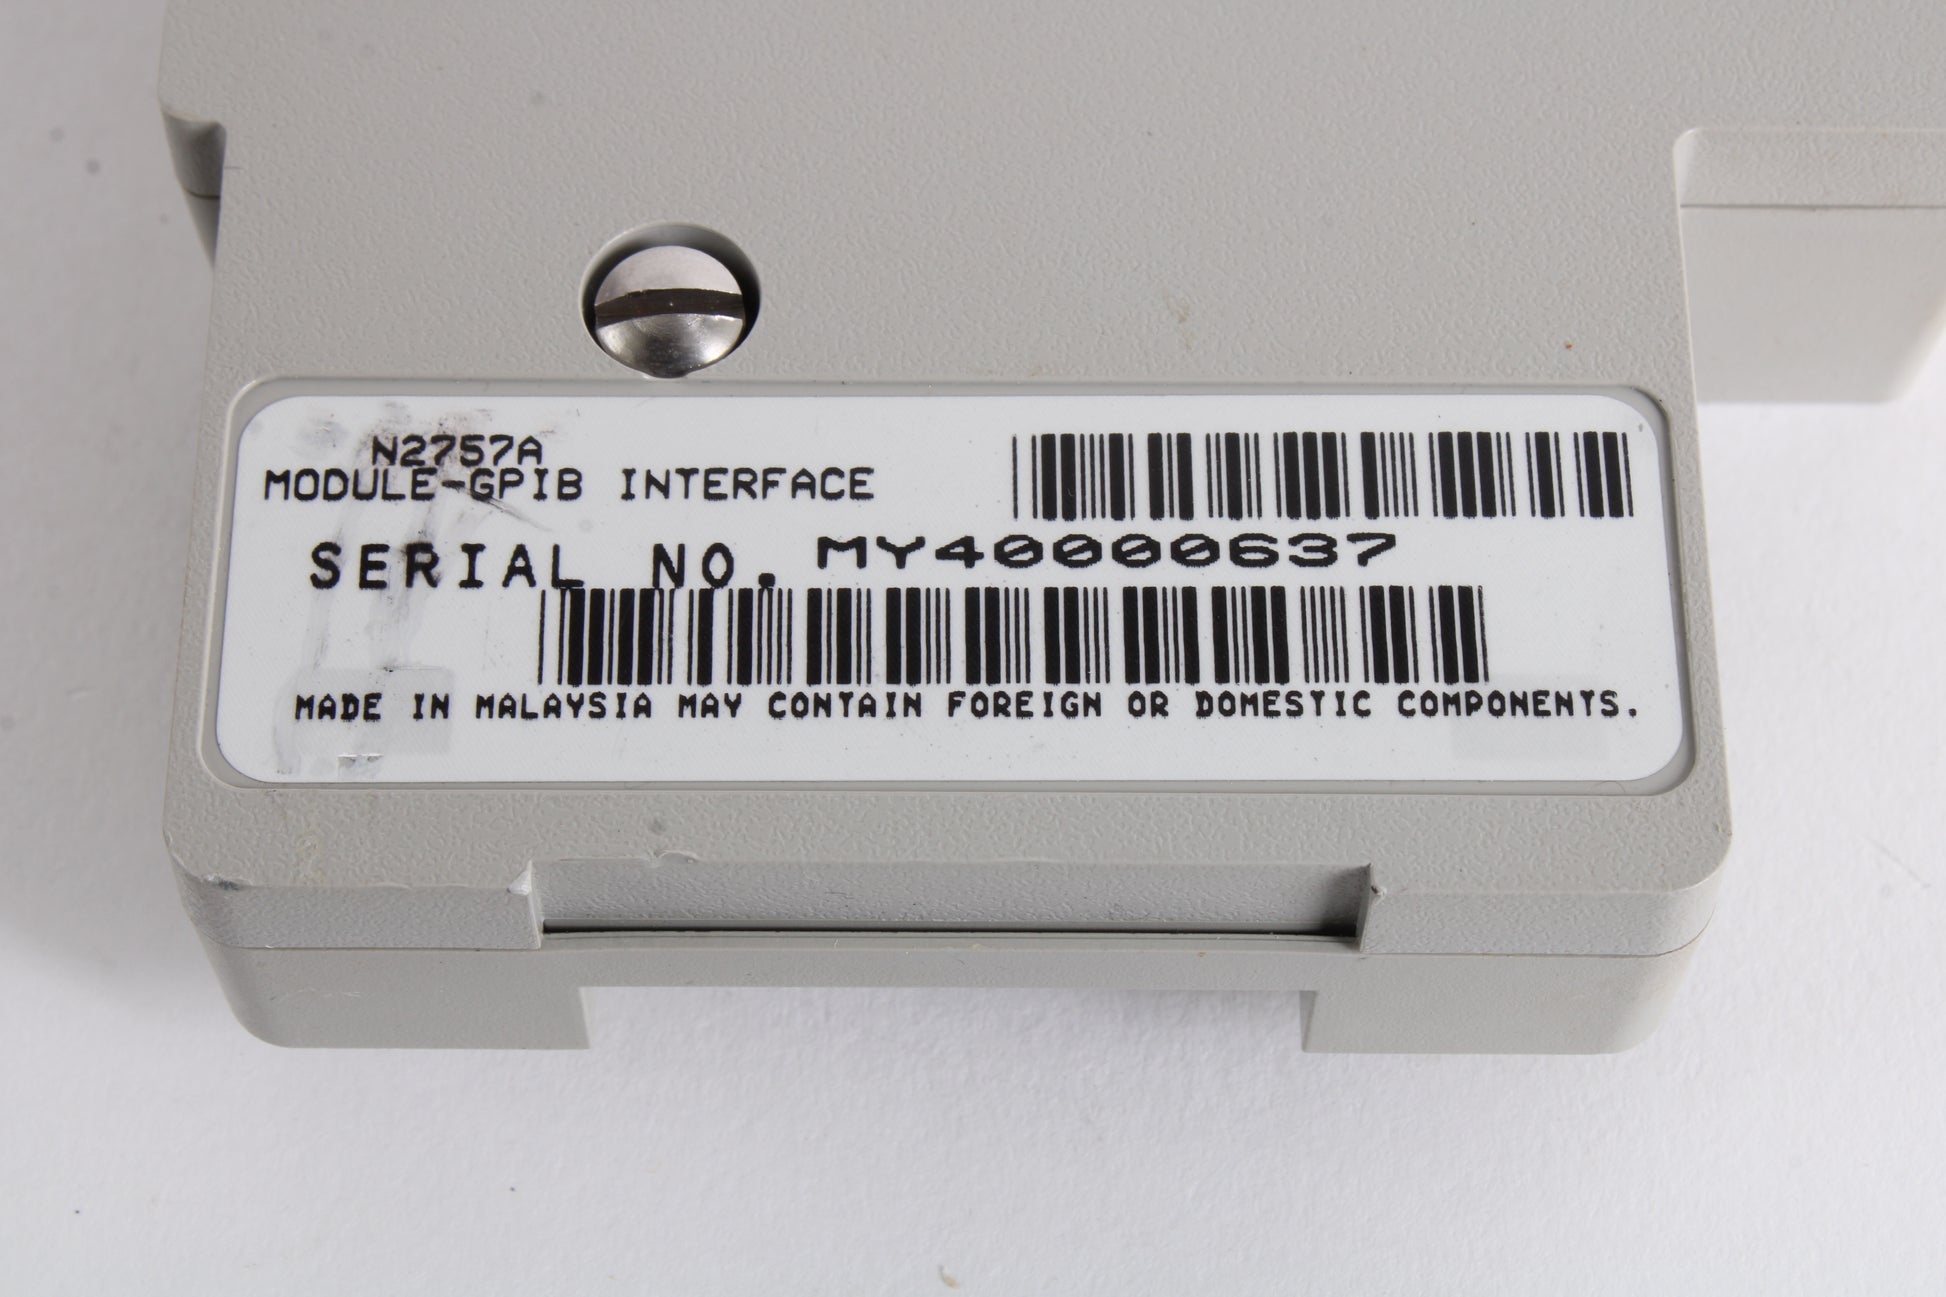 N2757A
MODULE-GPIB INTERFACE
SERIAL NO. MY40000637
MADE IN MALAYSIA MAY CONTAIN FOREIGN OR DOMESTIC COMPONENTS.